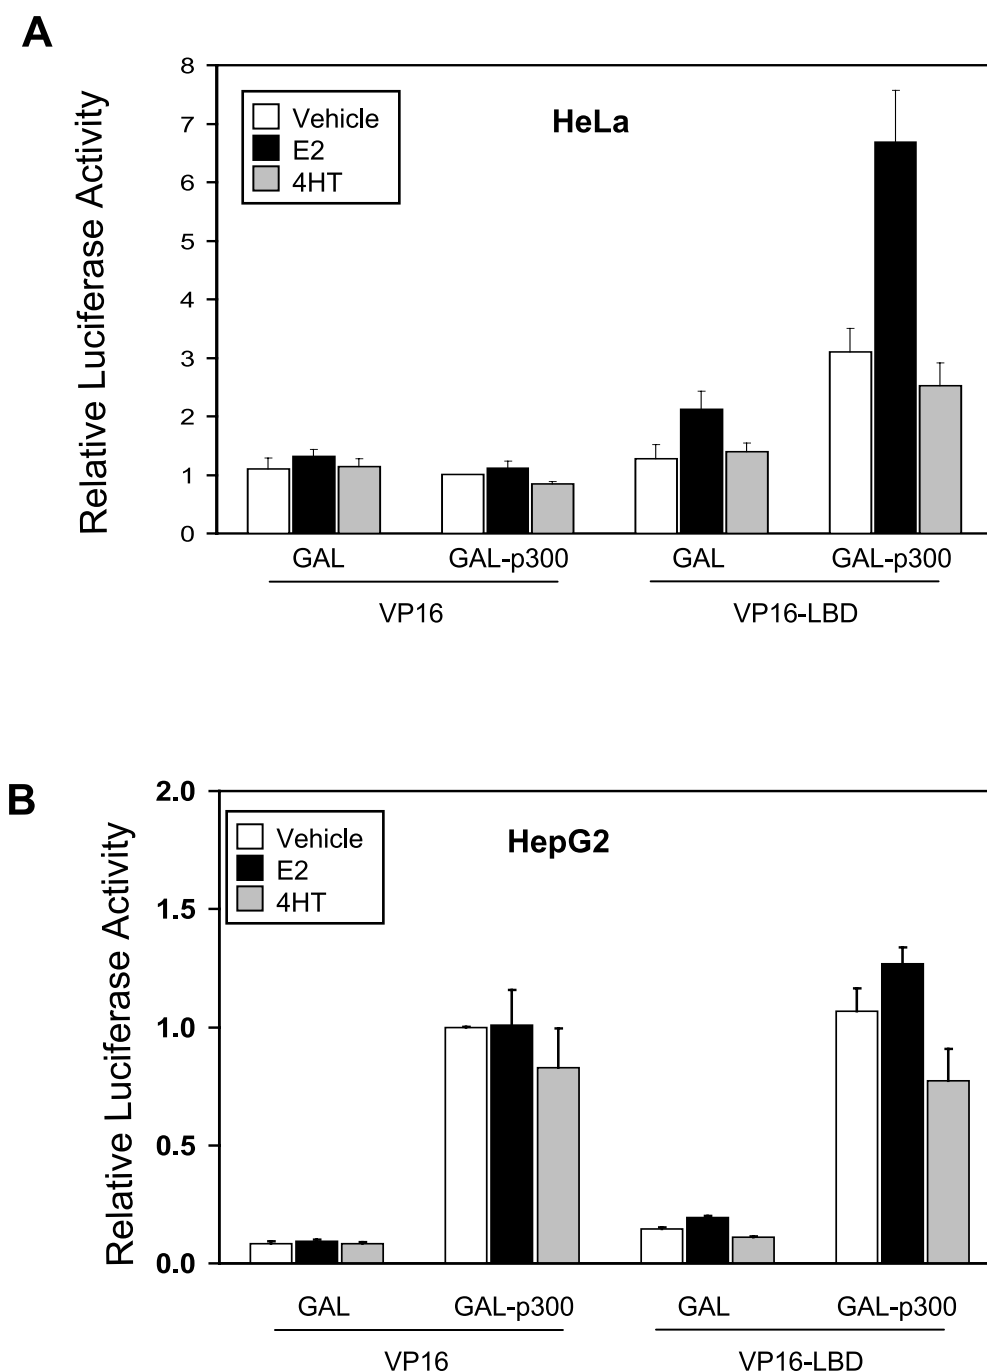 A
Relative Luciferase Activity
8
7
6
5
4
3
2
1
0
Vehicle
E2
4HT
HeLa
GAL GAL-p300 GAL GAL-p300
VP16 VP16-LBD
B
Relative Luciferase Activity
2.0
1.5
1.0
0.5
0.0
Vehicle
E2
4HT
HepG2
GAL GAL-p300 GAL GAL-p300
VP16 VP16-LBD